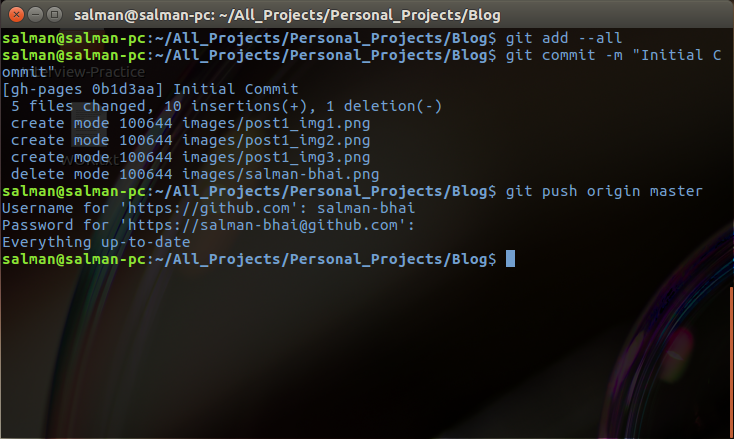 salman@salman-pc: ~/All_Projects/Personal_Projects/Blog
salman@salman-pc:~/All_Projects/Personal_Projects/Blog$ git add --all
salman@salman-pc:~/All_Projects/Personal_Projects/Blog$ git commit -m "Initial C
ommit"
[gh-pages 0b1d3aa] Initial Commit
 5 files changed, 10 insertions(+), 1 deletion(-)
 create mode 100644 images/post1_img1.png
 create mode 100644 images/post1_img2.png
 create mode 100644 images/post1_img3.png
 delete mode 100644 images/salman-bhai.png
salman@salman-pc:~/All_Projects/Personal_Projects/Blog$ git push origin master
Username for 'https://github.com': salman-bhai
Password for 'https://salman-bhai@github.com':
Everything up-to-date
salman@salman-pc:~/All_Projects/Personal_Projects/Blog$